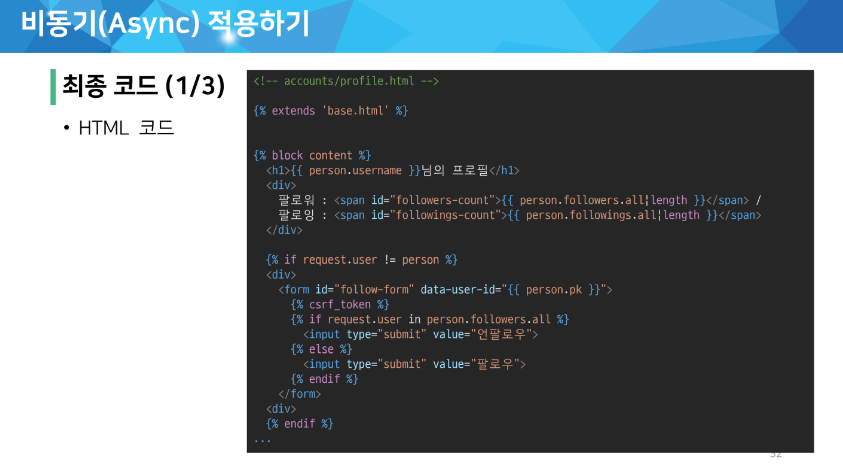 비동기(Async) 적용하기
최종 코드 (1/3)
• HTML 코드
<!-- accounts/profile.html -->
{% extends 'base.html' %}
{% block content %}
<h1>{{ person.username }}님의 프로필</h1>
<div>
팔로워 : <span id="followers-count">{{ person.followers.all|length }}</span> /
팔로잉 : <span id="followings-count">{{ person.followings.all|length }}</span>
</div>
{% if request.user != person %}
<div>
<form id="follow-form" data-user-id="{{ person.pk }}">
{% csrf_token %}
{% if request.user in person.followers.all %}
<input type="submit" value="언팔로우">
{% else %}
<input type="submit" value="팔로우">
{% endif %}
</form>
<div>
{% endif %}
...
32